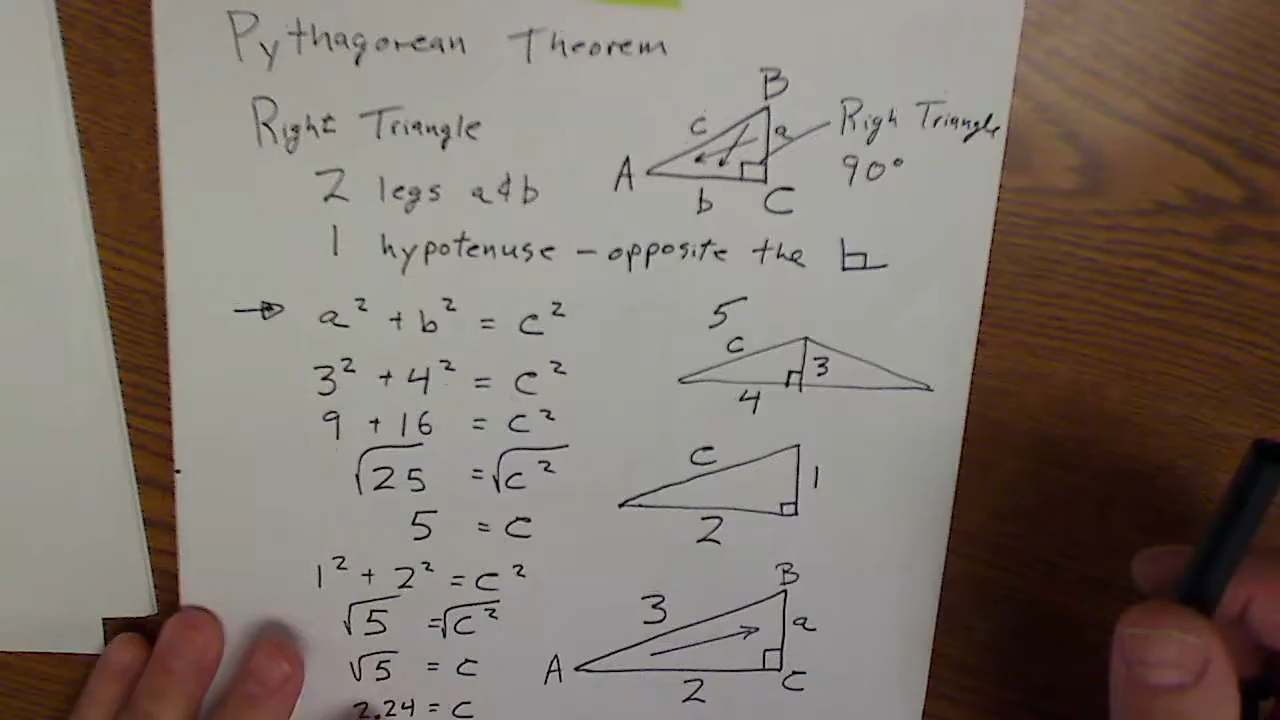 Pythagorean Theorem
Right Triangle
2 legs a & b
1 hypotenuse - opposite the
B
c
a
A
b
C
Righ Triangle
90°
a² + b² = c²
3² + 4² = c²
9 + 16 = c²
√25 = √c²
5 = c
1² + 2² = c²
√5 = √c²
√5 = c
2.24 = c
5
c
3
4
c
1
2
B
3
a
A
2
C